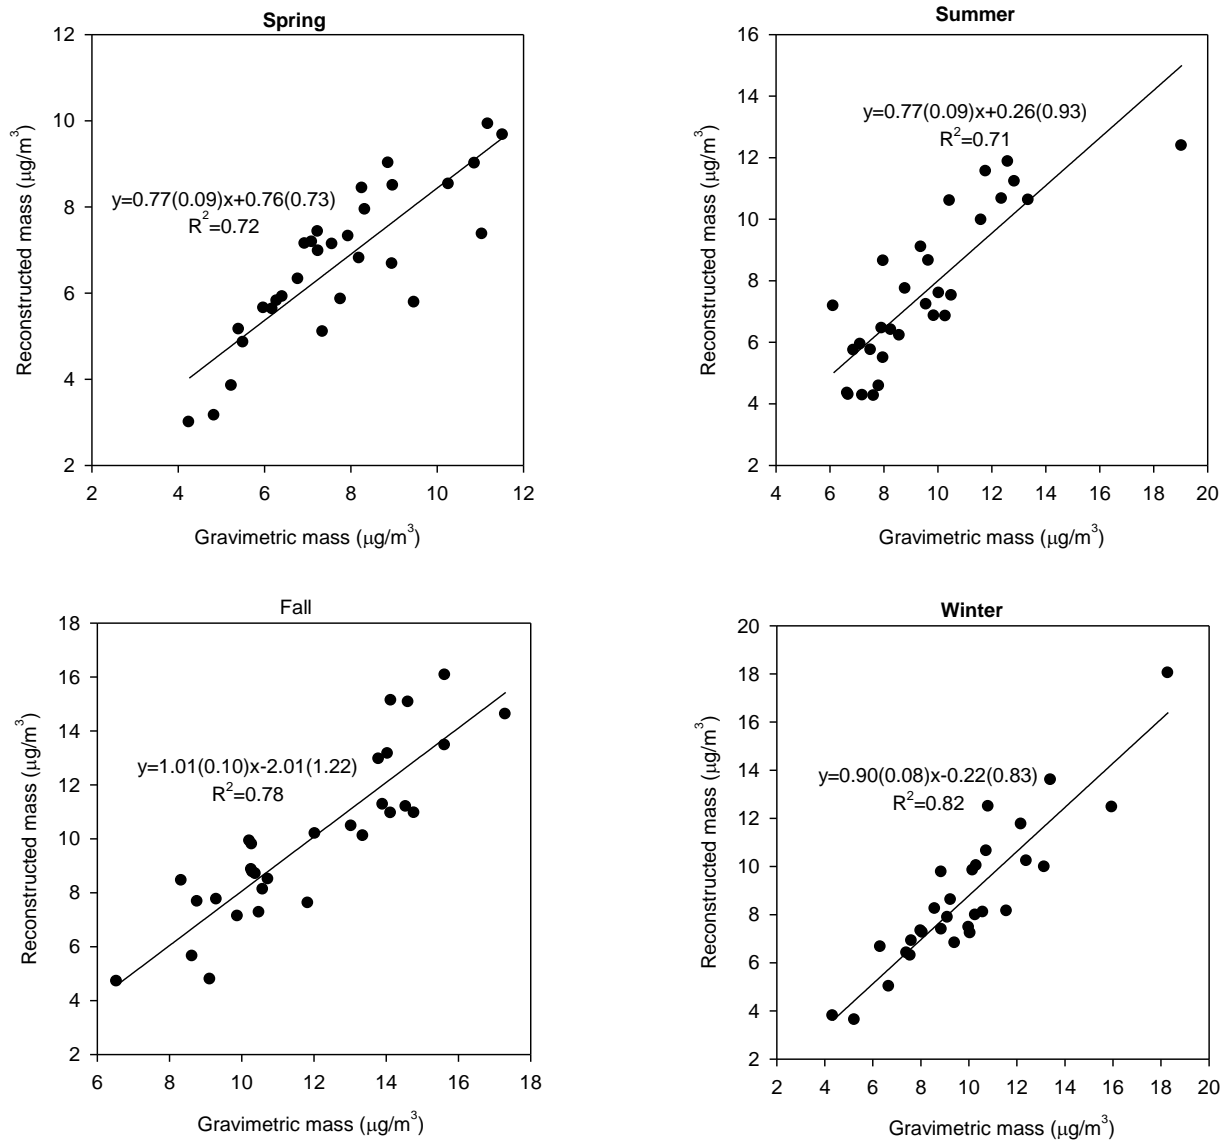 Spring
12
10
8
6
4
2
Reconstructed mass (μg/m³)
y=0.77(0.09)x+0.76(0.73)
R²=0.72
2 4 6 8 10 12
Gravimetric mass (μg/m³)
Summer
16
14
12
10
8
6
4
2
Reconstructed mass (μg/m³)
y=0.77(0.09)x+0.26(0.93)
R²=0.71
4 6 8 10 12 14 16 18 20
Gravimetric mass (μg/m³)
Fall
18
16
14
12
10
8
6
4
2
Reconstructed mass (μg/m³)
y=1.01(0.10)x-2.01(1.22)
R²=0.78
6 8 10 12 14 16 18
Gravimetric mass (μg/m³)
Winter
20
18
16
14
12
10
8
6
4
2
Reconstructed mass (μg/m³)
y=0.90(0.08)x-0.22(0.83)
R²=0.82
2 4 6 8 10 12 14 16 18 20
Gravimetric mass (μg/m³)